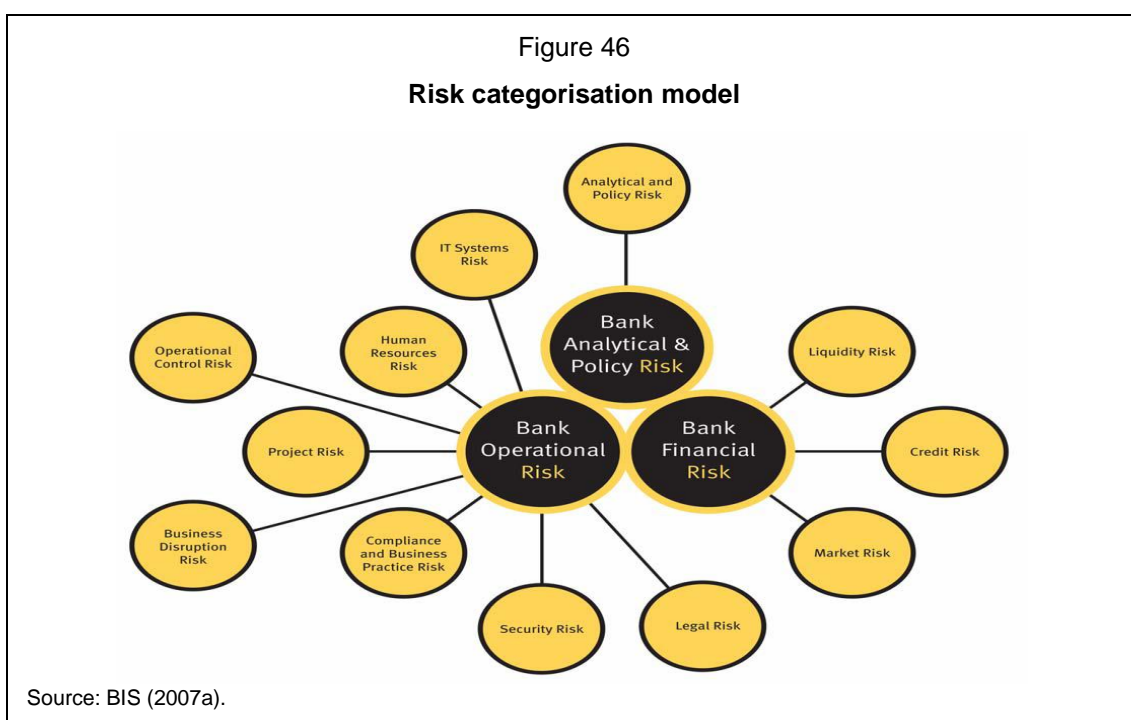 Figure 46
Risk categorisation model
Analytical and
Policy Risk
IT Systems
Risk
Bank
Analytical &
Policy Risk
Human
Resources
Risk
Operational
Control Risk
Liquidity Risk
Bank
Operational
Risk
Bank
Financial
Risk
Project Risk
Credit Risk
Business
Disruption
Risk
Compliance
and Business
Practice Risk
Market Risk
Security Risk
Legal Risk
Source: BIS (2007a).